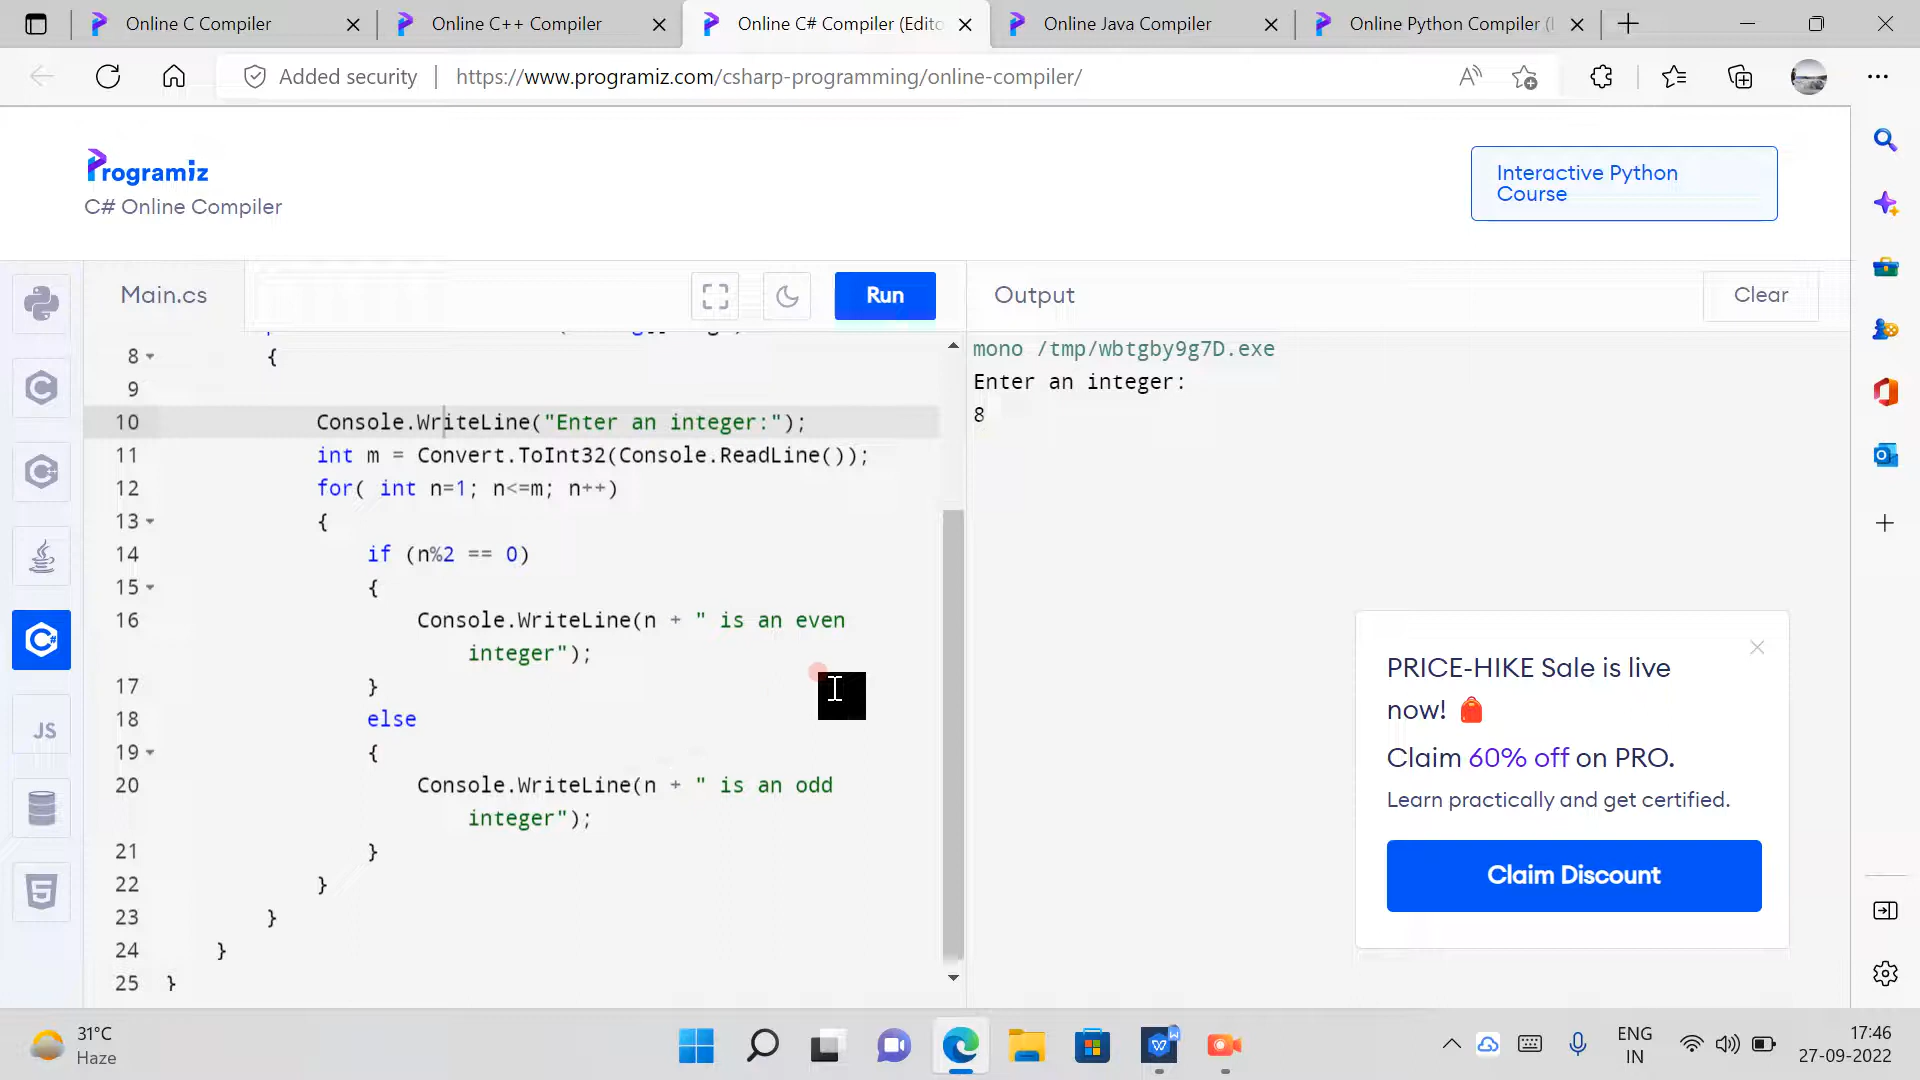 Online C Compiler
Online C++ Compiler
Online C# Compiler (Edito
Online Java Compiler
Online Python Compiler (
Added security
https://www.programiz.com/csharp-programming/online-compiler/
Programiz
C# Online Compiler
Interactive Python
Course
Main.cs
Run
Output
Clear
8 {
9
10 Console.WriteLine("Enter an integer:");
11 int m = Convert.ToInt32(Console.ReadLine());
12 for( int n=1; n<=m; n++)
13 {
14 if (n%2 == 0)
15 {
16 Console.WriteLine(n + " is an even
integer");
17 }
18 else
19 {
20 Console.WriteLine(n + " is an odd
integer");
21 }
22 }
23 }
24 }
25 }
mono /tmp/wbtgby9g7D.exe
Enter an integer:
8
PRICE-HIKE Sale is live
now!
Claim 60% off on PRO.
Learn practically and get certified.
Claim Discount
JS
31°C
Haze
ENG
IN
17:46
27-09-2022